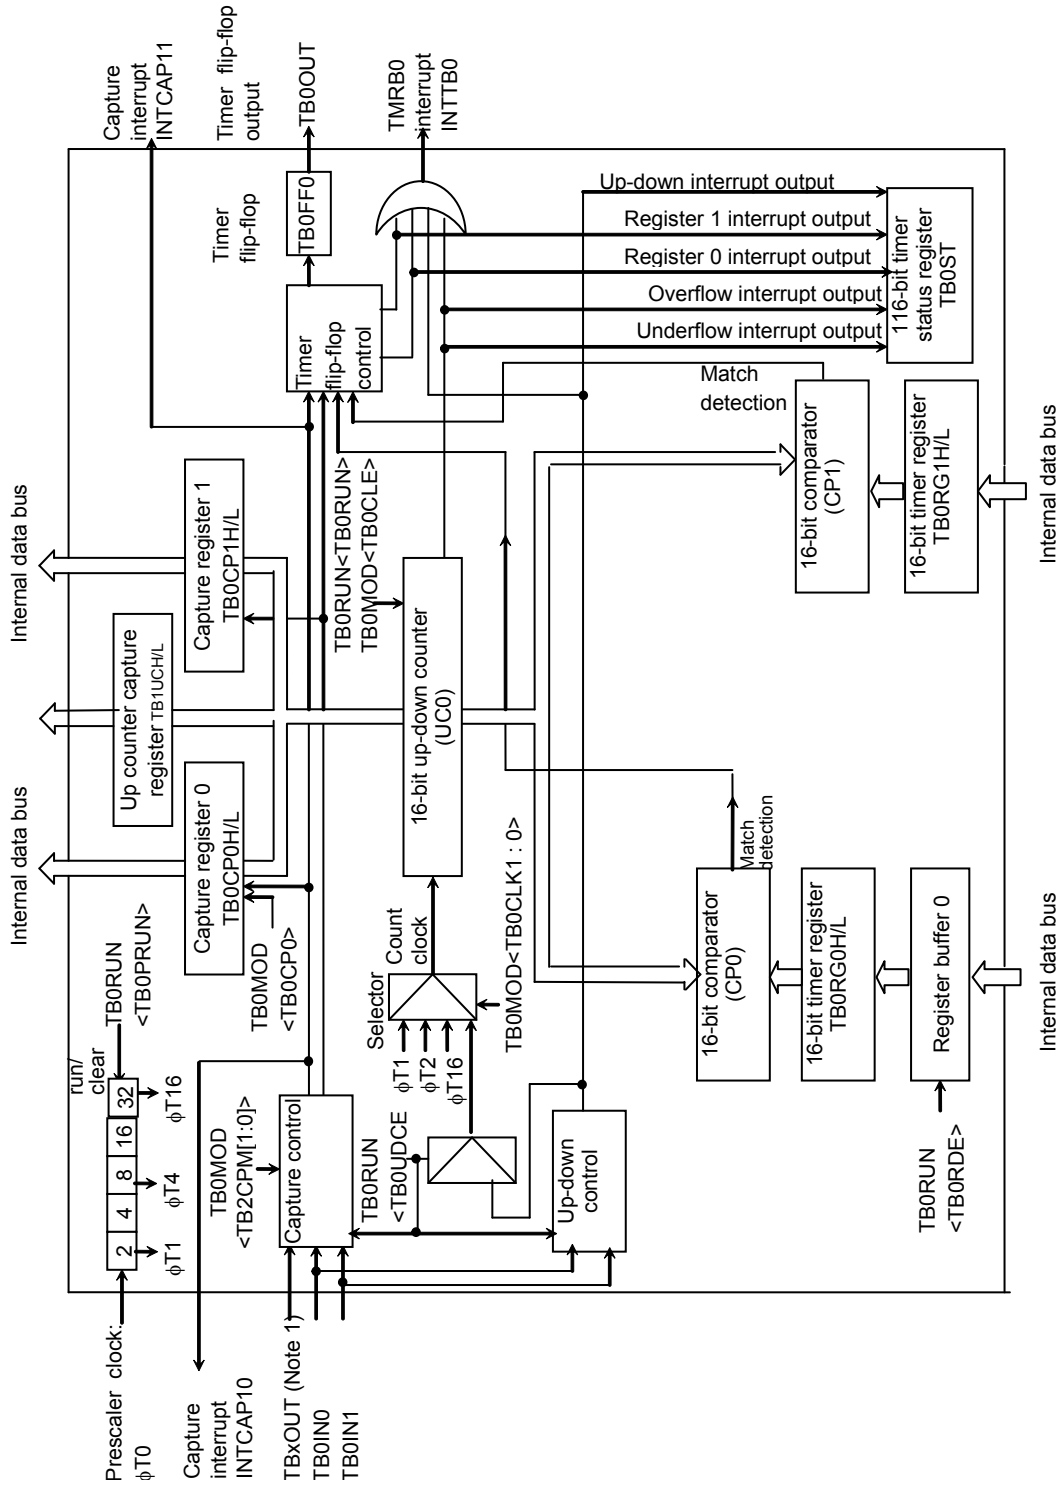 Prescaler clock:
φT0
2
4
8
16
32
run/
clear
TB0RUN
<TB0PRUN>
φT1
φT4
φT16
Capture
interrupt
INTCAP10
TBxOUT (Note 1)
TB0IN0
TB0IN1
TB0MOD
<TB2CPM[1:0]>
Capture control
TB0RUN
<TB0UDCE
Up-down
control
Selector
φT1
φT2
φT16
Count
clock
TB0MOD<TB0CLK1 : 0>
Internal data bus
Capture register 0
TB0CP0H/L
TB0MOD
<TB0CP0>
Up counter capture
register TB1UCH/L
Internal data bus
Capture register 1
TB0CP1H/L
TB0RUN<TB0RUN>
TB0MOD<TB0CLE>
16-bit up-down counter
(UC0)
Timer
flip-flop
control
Timer
flip-flop
TB0FF0
Capture
interrupt
INTCAP11
Timer flip-flop
output
TB0OUT
TMRB0
interrupt
INTTB0
Up-down interrupt output
Register 1 interrupt output
Register 0 interrupt output
Overflow interrupt output
Underflow interrupt output
116-bit timer
status register
TB0ST
Match
detection
16-bit comparator
(CP1)
16-bit timer register
TB0RG1H/L
Internal data bus
Match
detection
16-bit comparator
(CP0)
16-bit timer register
TB0RG0H/L
Register buffer 0
TB0RUN
<TB0RDE>
Internal data bus